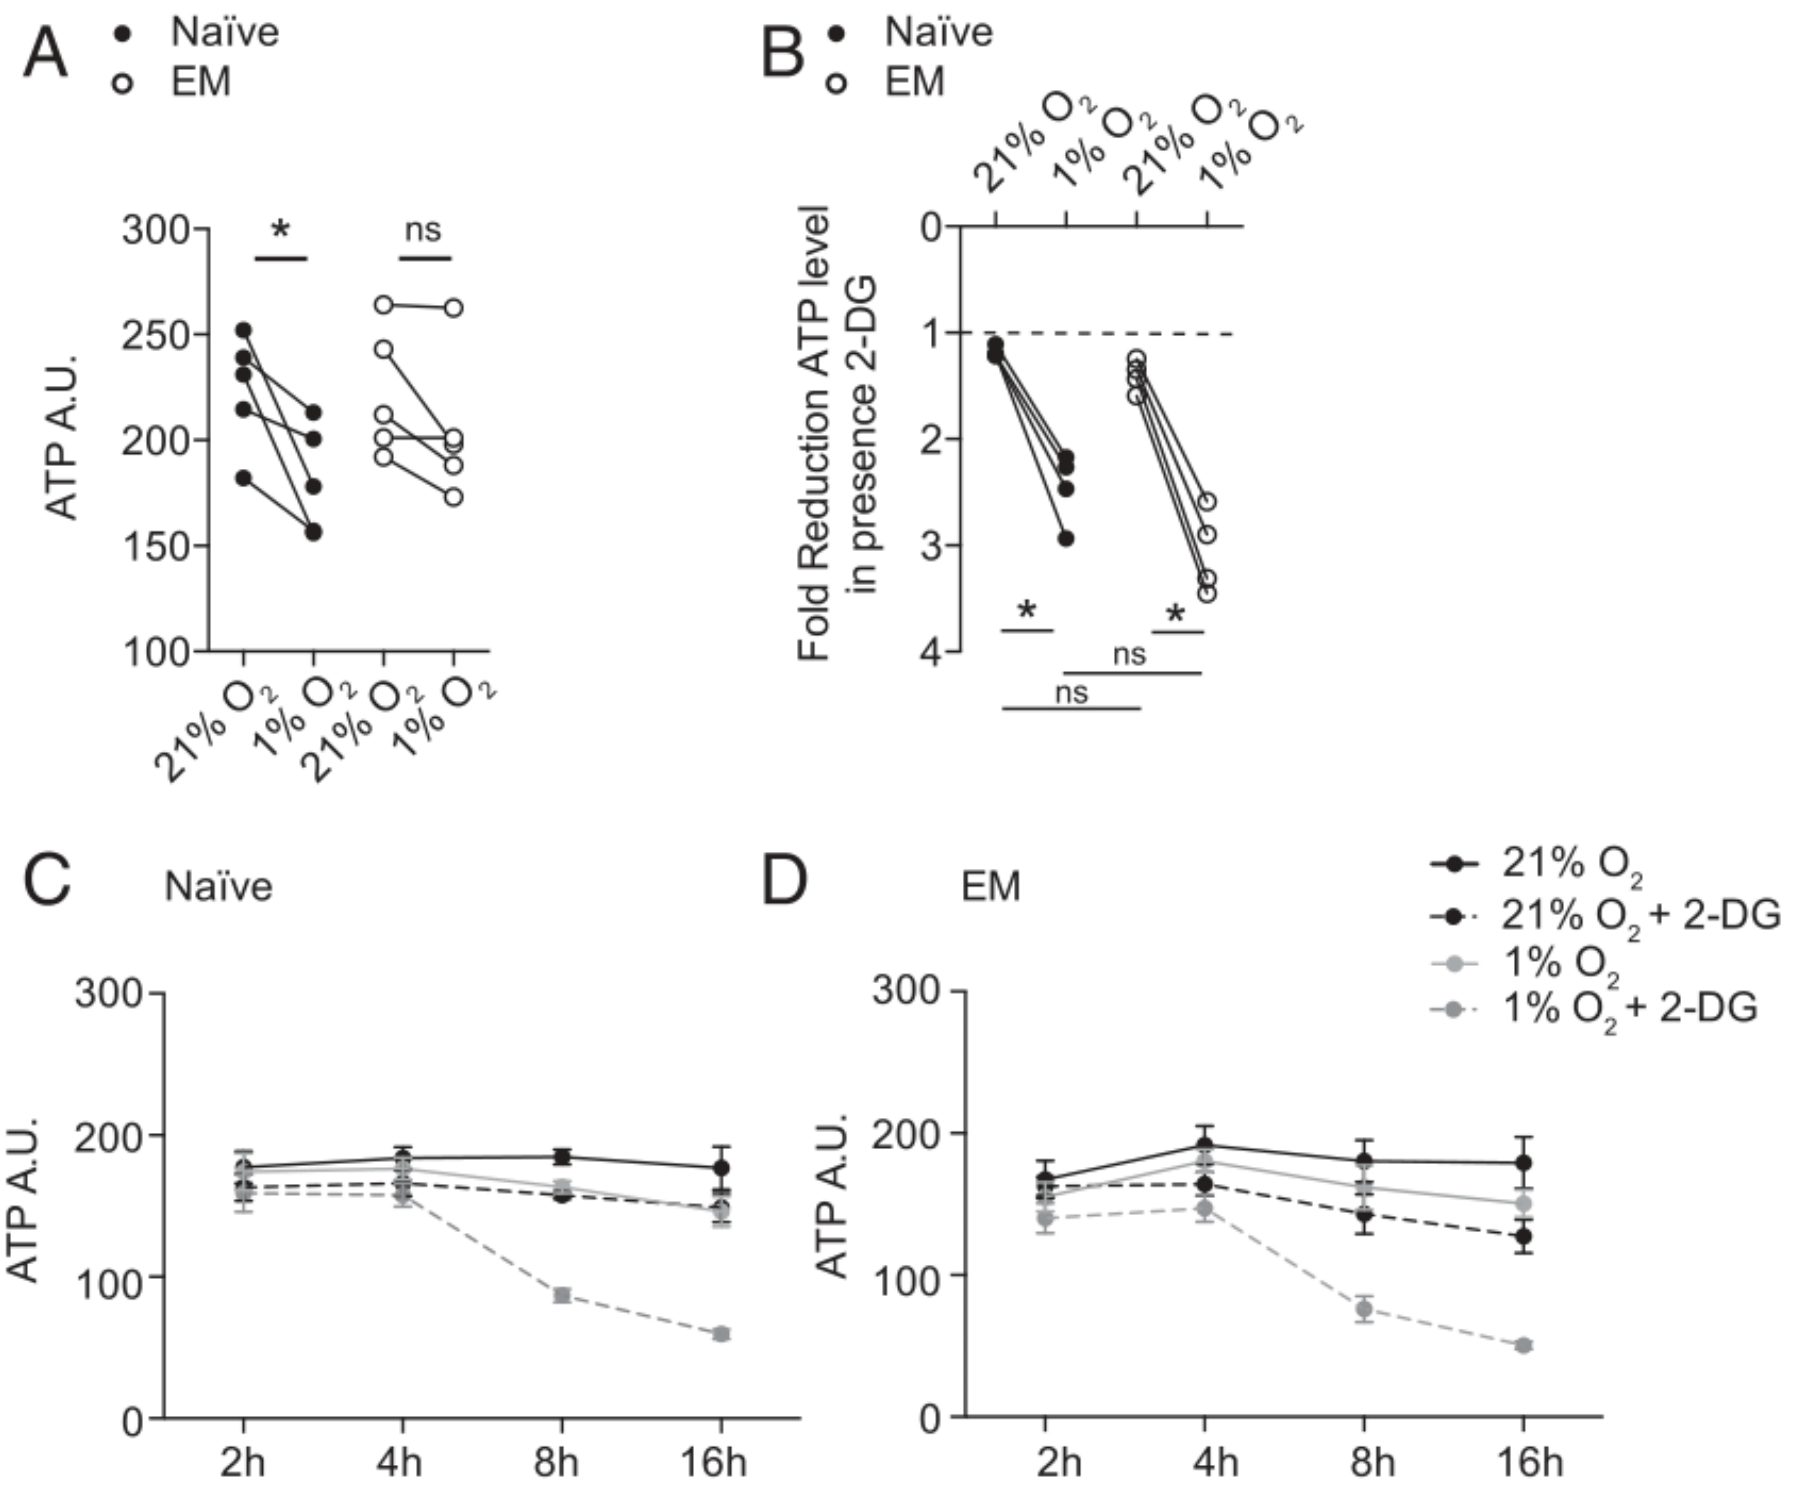 A
Naïve
EM
300
250
200
150
100
ATP A.U.
*
ns
21% O2
1% O2
21% O2
1% O2
B
Naïve
EM
21% O2
1% O2
21% O2
1% O2
Fold Reduction ATP level
in presence 2-DG
0
1
2
3
4
*
*
ns
ns
C
Naïve
300
200
100
0
ATP A.U.
2h
4h
8h
16h
D
EM
21% O2
21% O2 + 2-DG
1% O2
1% O2 + 2-DG
300
200
100
0
ATP A.U.
2h
4h
8h
16h